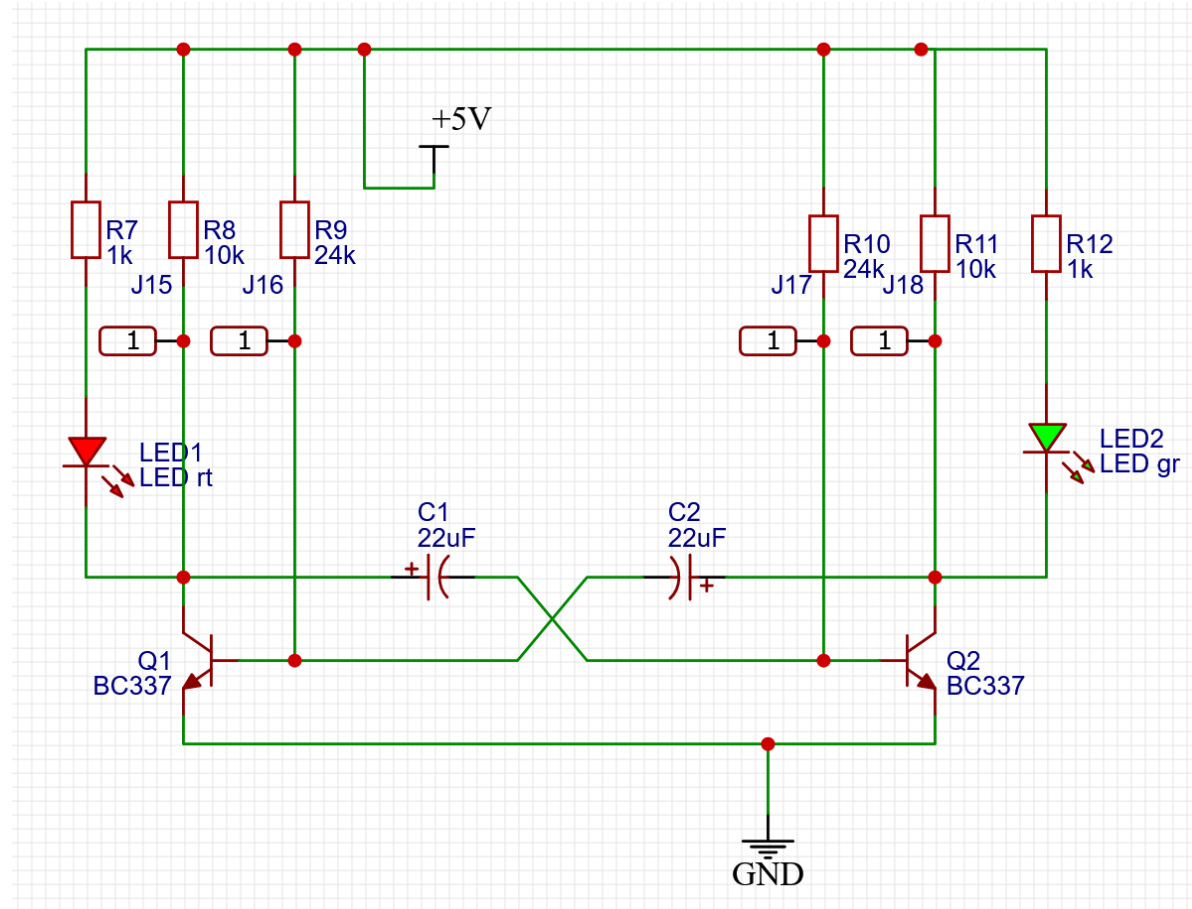 +5V
R7
1k
R8
10k
R9
24k
R10
24k
R11
10k
R12
1k
J15
J16
J17
J18
1
1
1
1
LED1
LED rt
LED2
LED gr
C1
22uF
C2
22uF
+
+
Q1
BC337
Q2
BC337
GND